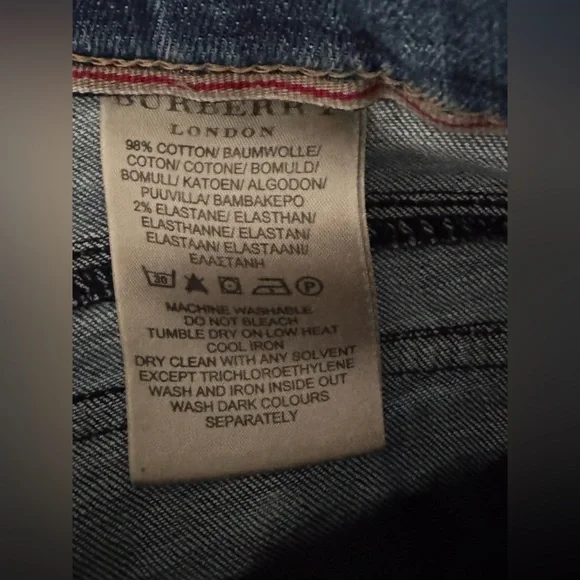 BURBERRY
LONDON
98% COTTON/ BAUMWOLLE/
COTON/ COTONE/ BOMULD/
BOMULL/ KATOEN/ ALGODON/
PUUVILLA/ BAMBAKEPO
2% ELASTANE/ ELASTHAN/
ELASTHANNE/ ELASTAN/
ELASTAAN/ ELASTAANI/
ΕΛΑΣΤΑΝΗ
30 P
MACHINE WASHABLE
DO NOT BLEACH
TUMBLE DRY ON LOW HEAT
COOL IRON
DRY CLEAN WITH ANY SOLVENT
EXCEPT TRICHLOROETHYLENE
WASH AND IRON INSIDE OUT
WASH DARK COLOURS
SEPARATELY